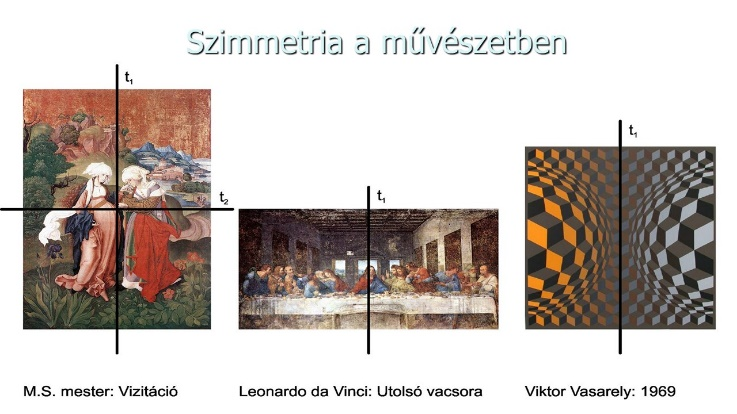 Szimmetria a művészetben
t1
t2
t1
t1
M.S. mester: Vizitáció
Leonardo da Vinci: Utolsó vacsora
Viktor Vasarely: 1969